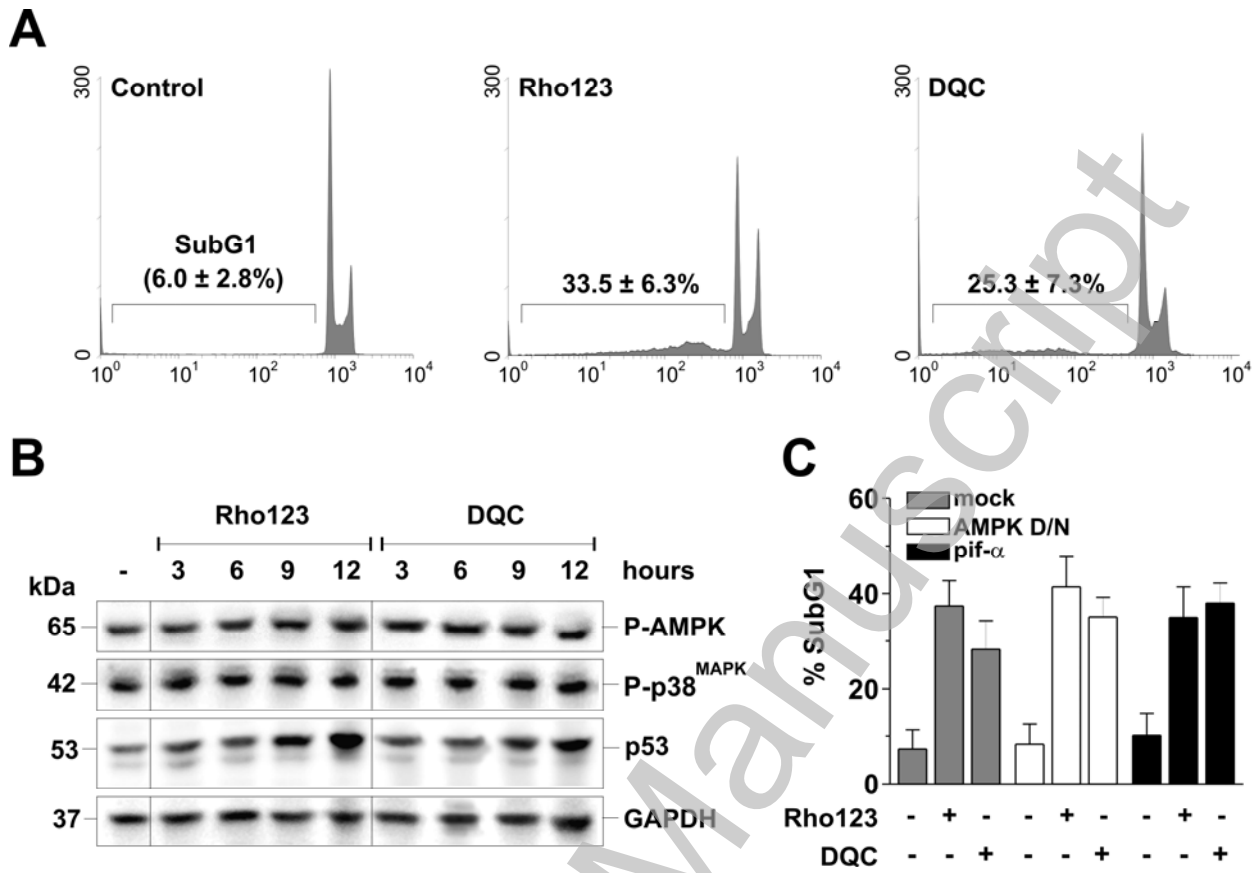 A
300
Control
SubG1
(6.0 ± 2.8%)
0
10⁰ 10¹ 10² 10³ 10⁴
300
Rho123
33.5 ± 6.3%
0
10⁰ 10¹ 10² 10³ 10⁴
300
DQC
25.3 ± 7.3%
0
10⁰ 10¹ 10² 10³ 10⁴
B
Rho123 DQC
kDa - 3 6 9 12 3 6 9 12 hours
65 P-AMPK
42 P-p38 MAPK
53 p53
37 GAPDH
C
% SubG1
60
40
20
0
mock
AMPK D/N
pif-α
Rho123 - + - - + - - + -
DQC - - + - - + - - +
Manuscript